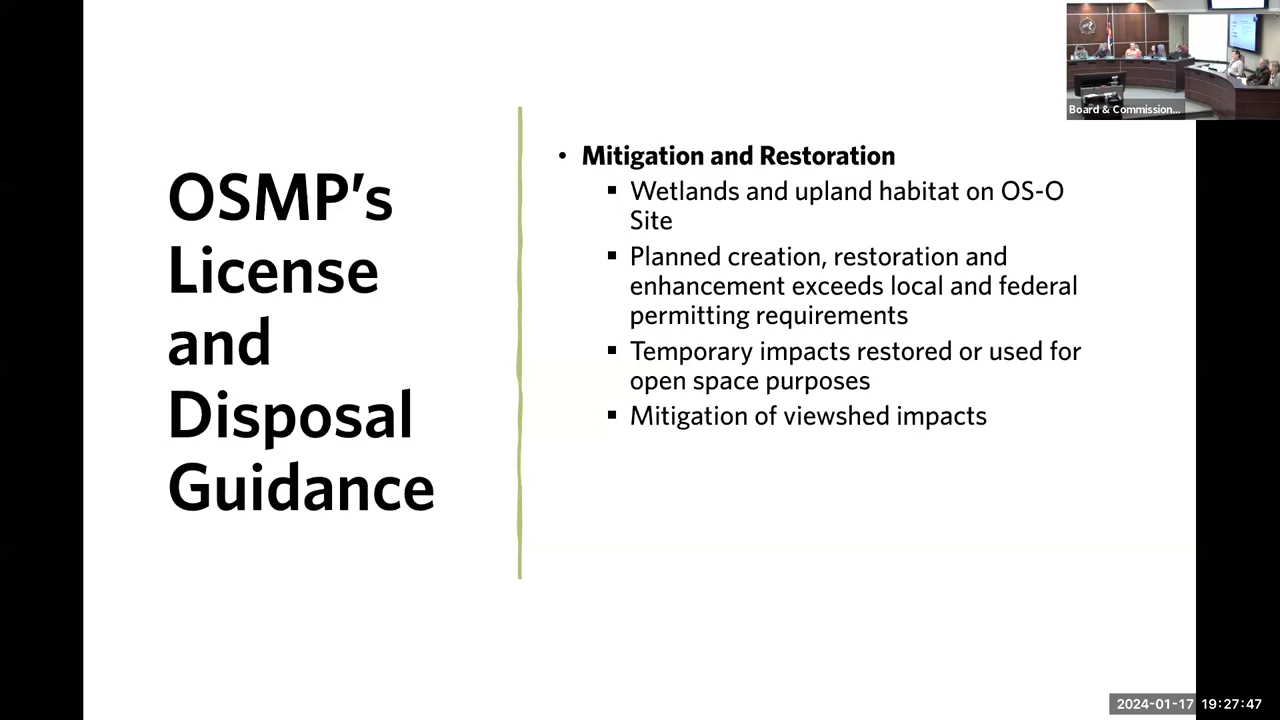 OSMP’s
License
and
Disposal
Guidance
• Mitigation and Restoration
▪ Wetlands and upland habitat on OS-O
Site
▪ Planned creation, restoration and
enhancement exceeds local and federal
permitting requirements
▪ Temporary impacts restored or used for
open space purposes
▪ Mitigation of viewshed impacts
Board & Commission...
2024-01-17 19:27:47